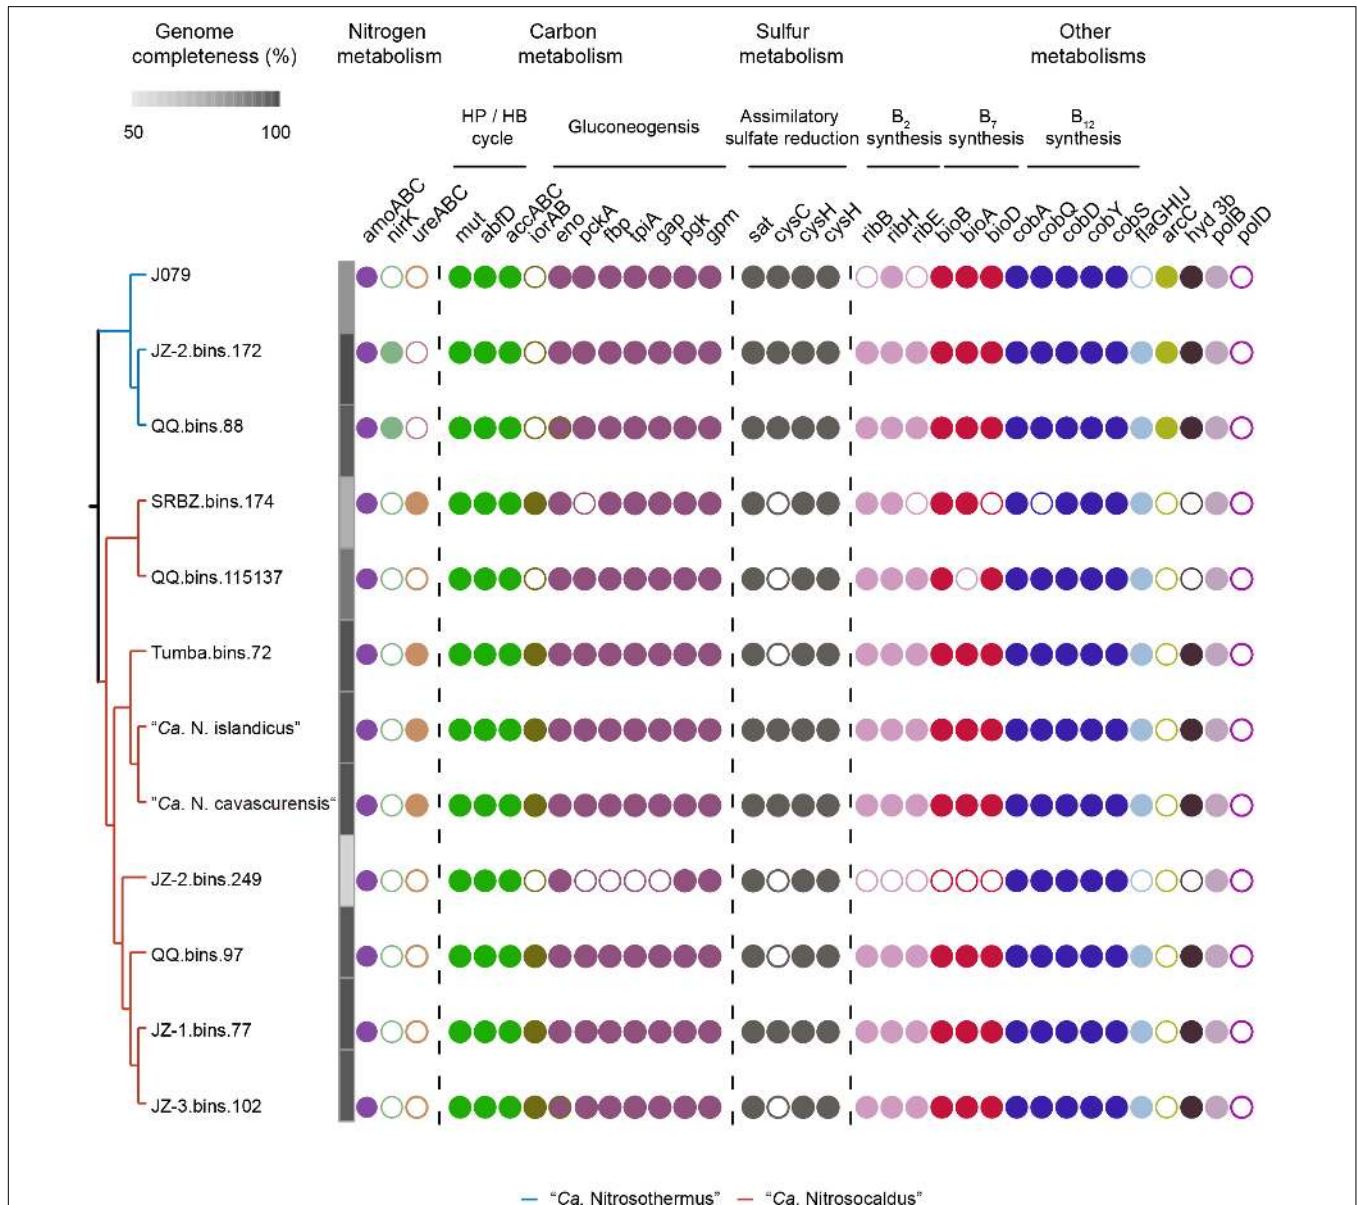 Genome
completeness (%)
50 100
Nitrogen
metabolism
Carbon
metabolism
Sulfur
metabolism
Other
metabolisms
HP / HB
cycle
Gluconeogensis
Assimilatory
sulfate reduction
B2
synthesis
B7
synthesis
B12
synthesis
amoABC
nirK
ureABC
mut
abfD
accABC
iorAB
eno
pckA
fbp
tpiA
gap
pgk
gpm
sat
cysC
cysH
cysH
ribB
ribH
ribE
bioB
bioA
bioD
cobA
cobQ
cobD
cobY
cobS
flaGHIJ
arcC
hyd 3b
polB
polD
J079
JZ-2.bins.172
QQ.bins.88
SRBZ.bins.174
QQ.bins.115137
Tumba.bins.72
“Ca. N. islandicus”
”Ca. N. cavascurensis“
JZ-2.bins.249
QQ.bins.97
JZ-1.bins.77
JZ-3.bins.102
“Ca. Nitrosothermus” “Ca. Nitrosocaldus”